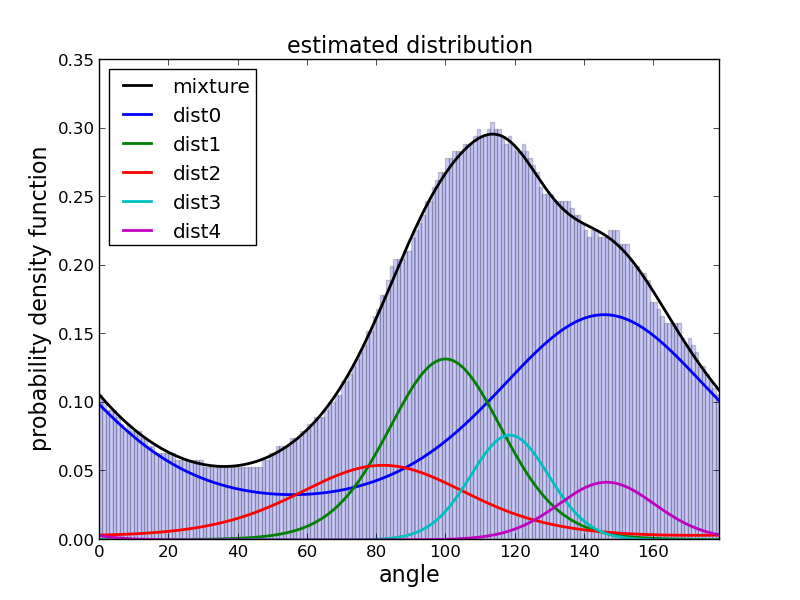 estimated distribution
0.35
0.30
0.25
0.20
0.15
0.10
0.05
0.00
probability density function
mixture
dist0
dist1
dist2
dist3
dist4
0 20 40 60 80 100 120 140 160
angle